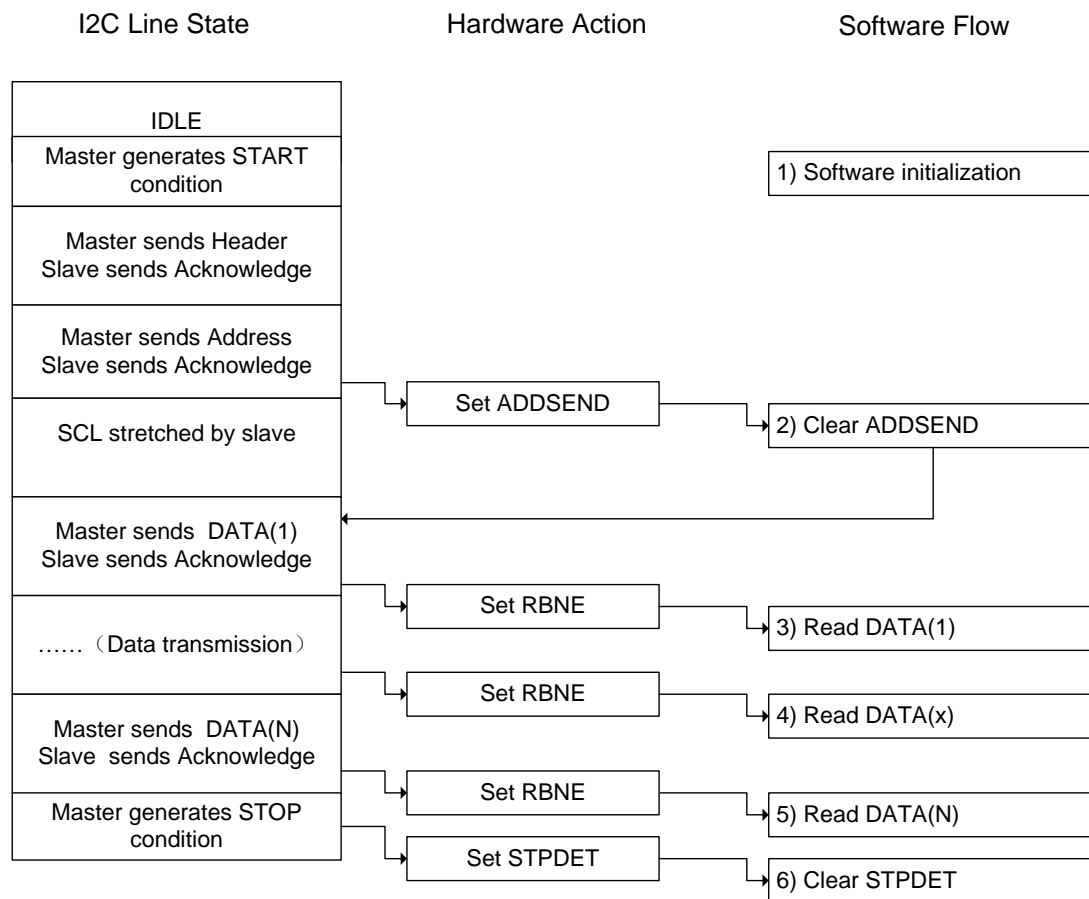 I2C Line State
Hardware Action
Software Flow
IDLE
Master generates START
condition
1) Software initialization
Master sends Header
Slave sends Acknowledge
Master sends Address
Slave sends Acknowledge
Set ADDSEND
2) Clear ADDSEND
SCL stretched by slave
Master sends  DATA(1)
Slave sends Acknowledge
Set RBNE
3) Read DATA(1)
……（Data transmission）
Set RBNE
4) Read DATA(x)
Master sends  DATA(N)
Slave  sends Acknowledge
Set RBNE
5) Read DATA(N)
Master generates STOP
condition
Set STPDET
6) Clear STPDET